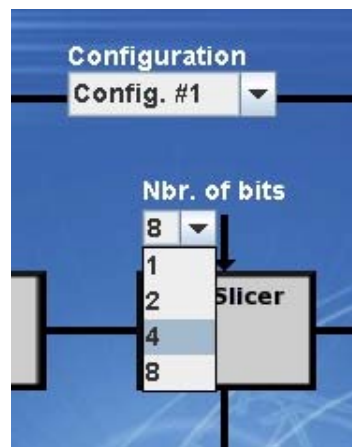 Configuration
Config. #1
Nbr. of bits
8
1
2
Slicer
4
8